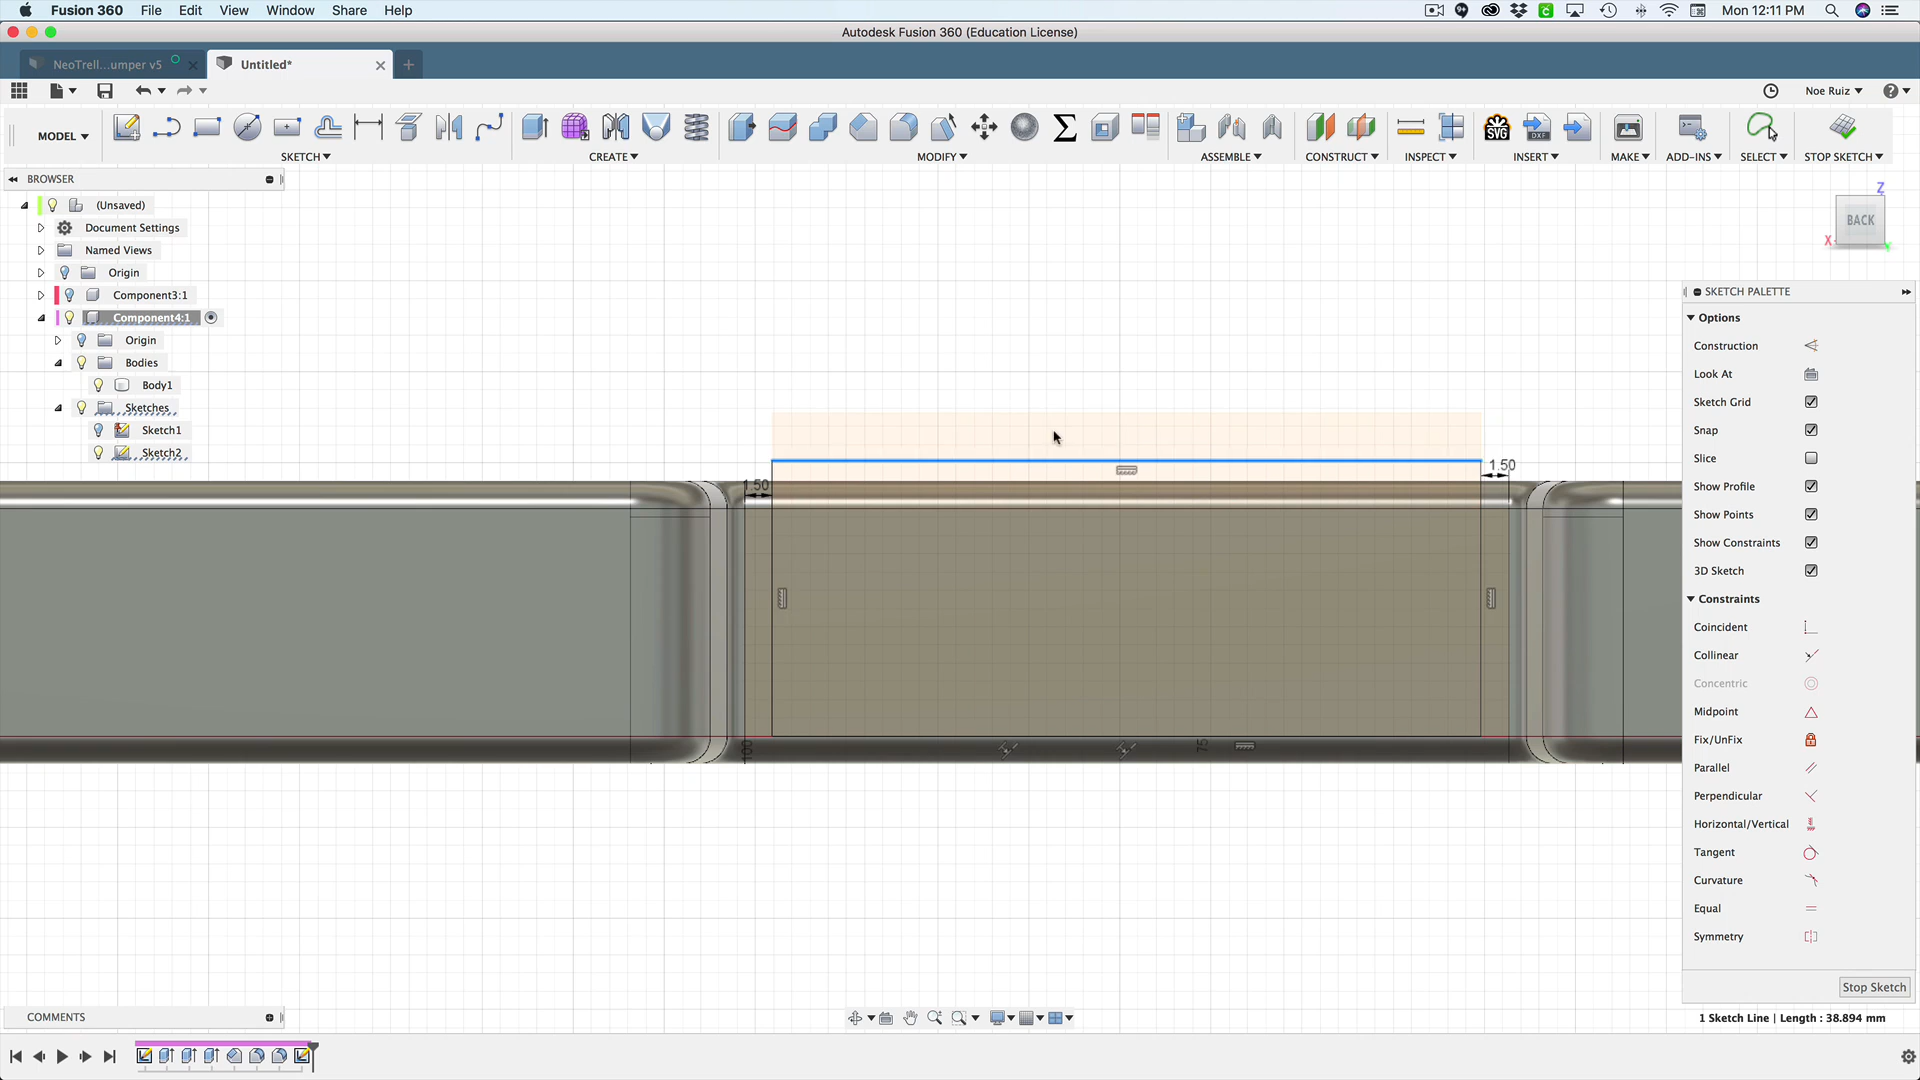 Fusion 360 File Edit View Window Share Help Mon 12:11 PM
Autodesk Fusion 360 (Education License)
NeoTrell...umper v5 Untitled*
Noe Ruiz
MODEL
SKETCH CREATE MODIFY ASSEMBLE CONSTRUCT INSPECT INSERT MAKE ADD-INS SELECT STOP SKETCH
SVG DXF
BROWSER
(Unsaved)
Document Settings
Named Views
Origin
Component3:1
Component4:1
Origin
Bodies
Body1
Sketches
Sketch1
Sketch2
Z
BACK
X
1.50
1.50
100
75
SKETCH PALETTE
Options
Construction
Look At
Sketch Grid
Snap
Slice
Show Profile
Show Points
Show Constraints
3D Sketch
Constraints
Coincident
Collinear
Concentric
Midpoint
Fix/UnFix
Parallel
Perpendicular
Horizontal/Vertical
Tangent
Curvature
Equal
Symmetry
Stop Sketch
COMMENTS
1 Sketch Line | Length : 38.894 mm